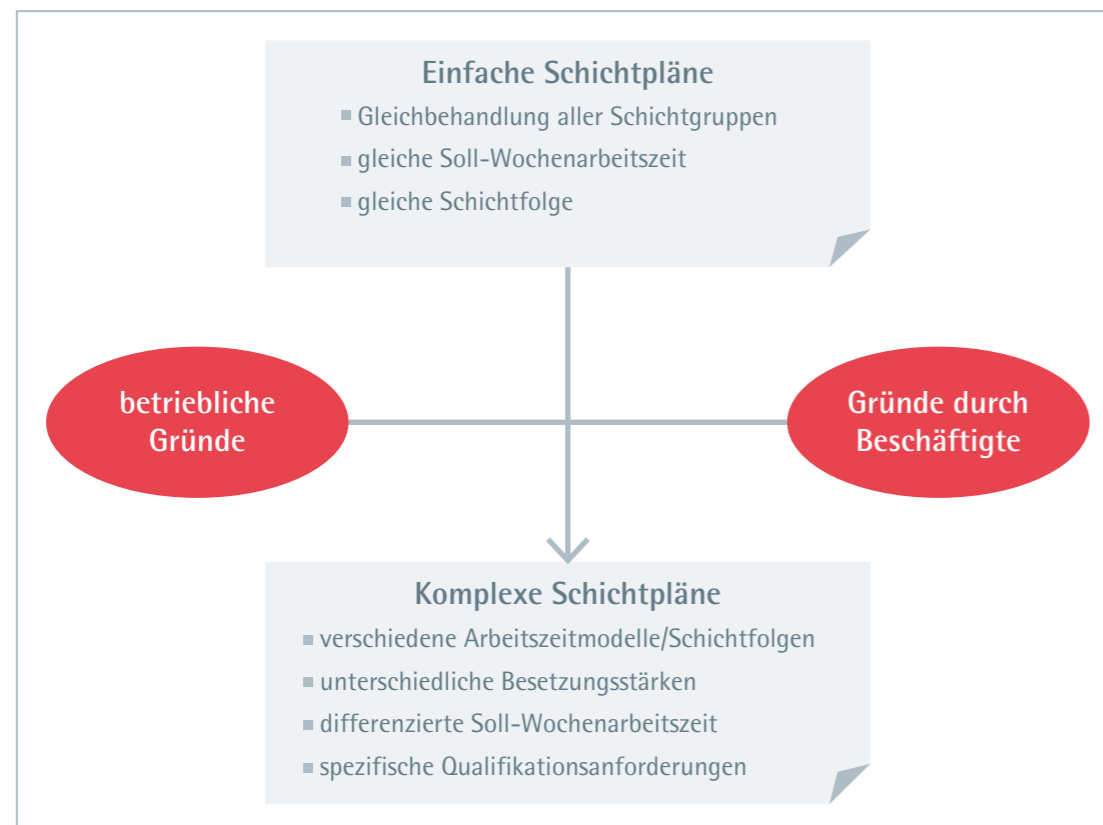 Einfache Schichtpläne
▪ Gleichbehandlung aller Schichtgruppen
▪ gleiche Soll-Wochenarbeitszeit
▪ gleiche Schichtfolge
betriebliche
Gründe
Gründe durch
Beschäftigte
Komplexe Schichtpläne
▪ verschiedene Arbeitszeitmodelle/Schichtfolgen
▪ unterschiedliche Besetzungsstärken
▪ differenzierte Soll-Wochenarbeitszeit
▪ spezifische Qualifikationsanforderungen